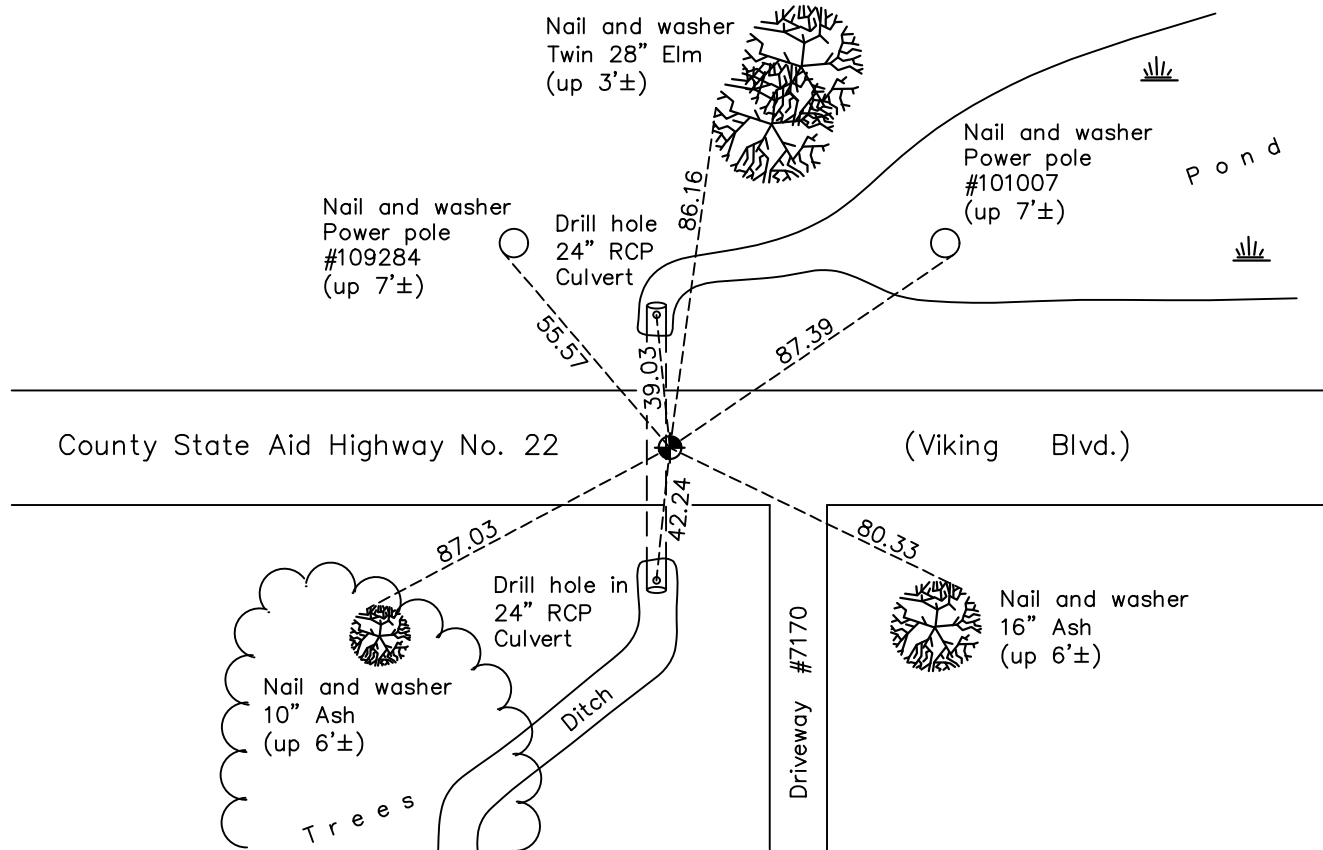 Nail and washer
Twin 28” Elm
(up 3’±)
Nail and washer
Power pole
#101007
(up 7’±)
Pond
Nail and washer
Power pole
#109284
(up 7’±)
Drill hole
24” RCP
Culvert
86.16
55.57
39.03
87.39
County State Aid Highway No. 22
(Viking Blvd.)
87.03
42.24
80.33
Drill hole in
24” RCP
Culvert
Nail and washer
16” Ash
(up 6’±)
Nail and washer
10” Ash
(up 6’±)
Ditch
Driveway #7170
Trees